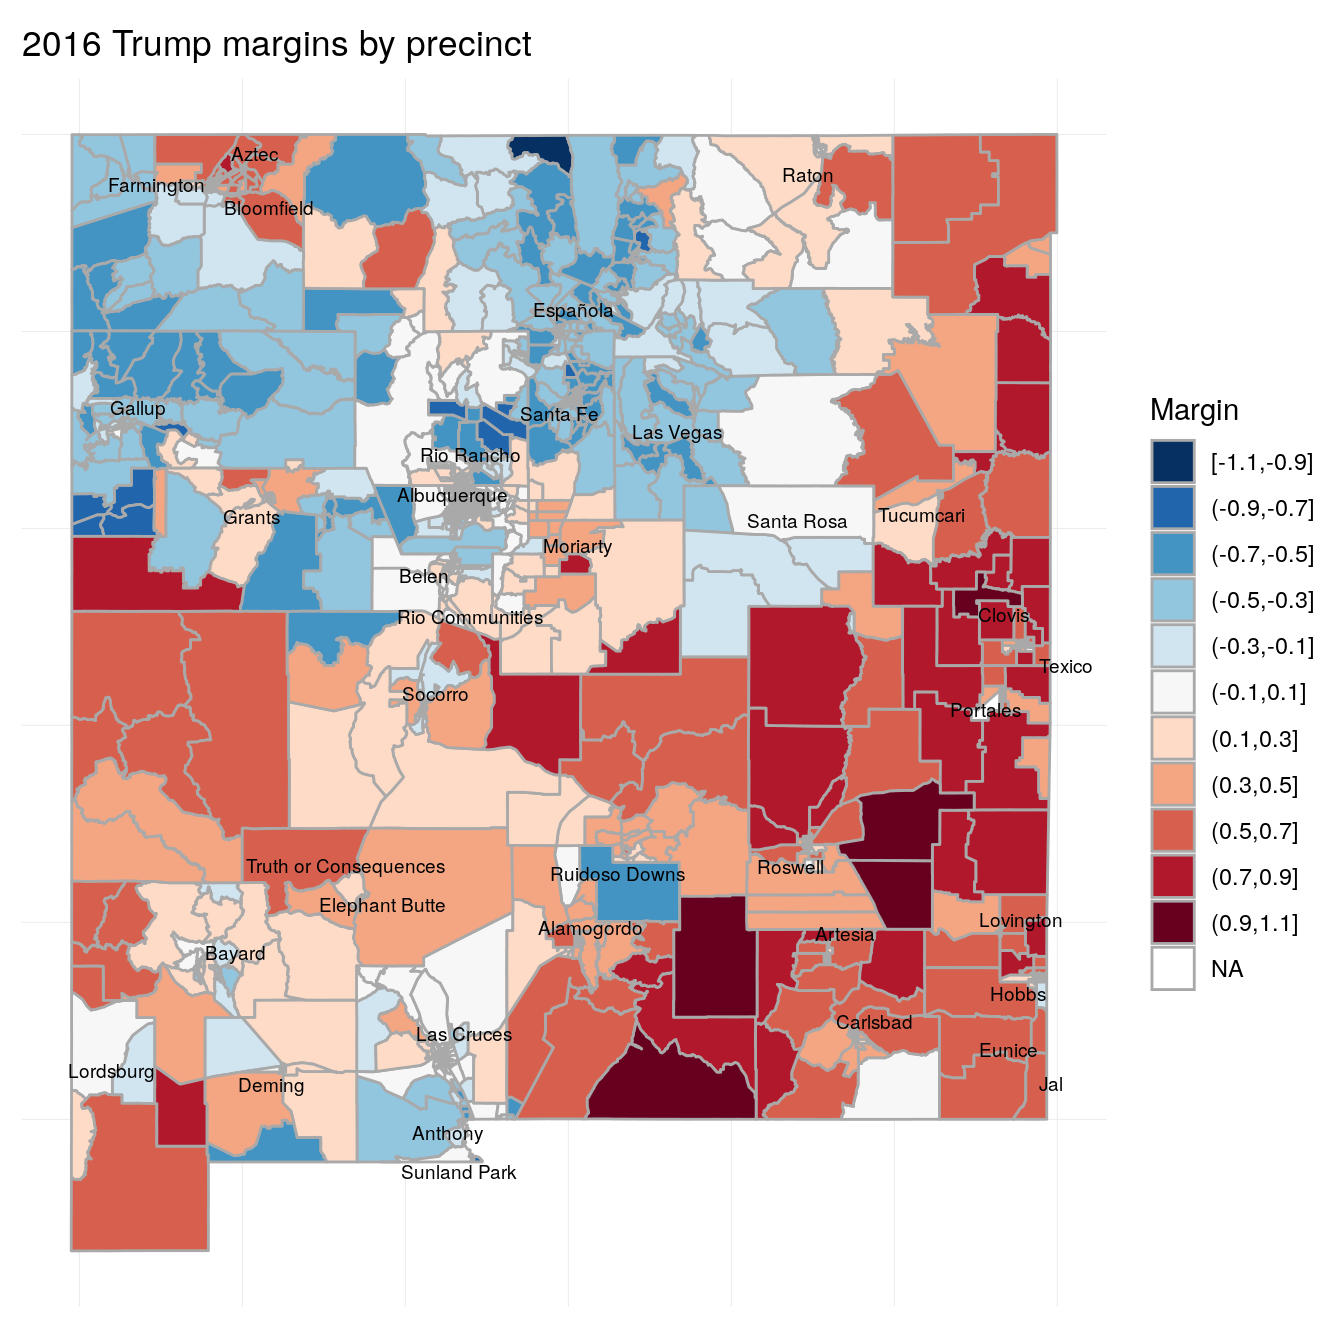 2016 Trump margins by precinct
Aztec
Raton
Farmington
Bloomfield
Española
Gallup
Santa Fe
Las Vegas
Rio Rancho
Albuquerque
Grants
Santa Rosa
Tucumcari
Moriarty
Belen
Rio Communities
Clovis
Texico
Socorro
Portales
Truth or Consequences
Ruidoso Downs
Roswell
Elephant Butte
Alamogordo
Lovington
Artesia
Bayard
Hobbs
Las Cruces
Carlsbad
Eunice
Lordsburg
Deming
Jal
Anthony
Sunland Park
Margin
[-1.1,-0.9]
(-0.9,-0.7]
(-0.7,-0.5]
(-0.5,-0.3]
(-0.3,-0.1]
(-0.1,0.1]
(0.1,0.3]
(0.3,0.5]
(0.5,0.7]
(0.7,0.9]
(0.9,1.1]
NA